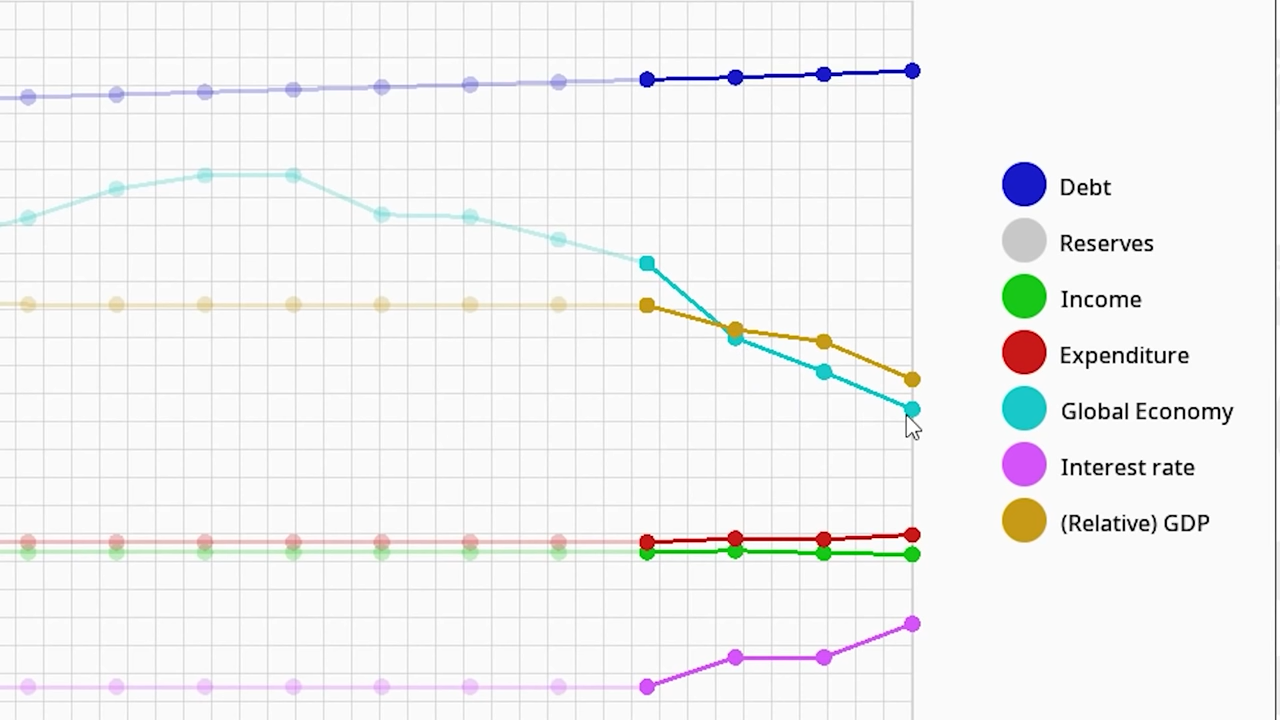 Debt
Reserves
Income
Expenditure
Global Economy
Interest rate
(Relative) GDP